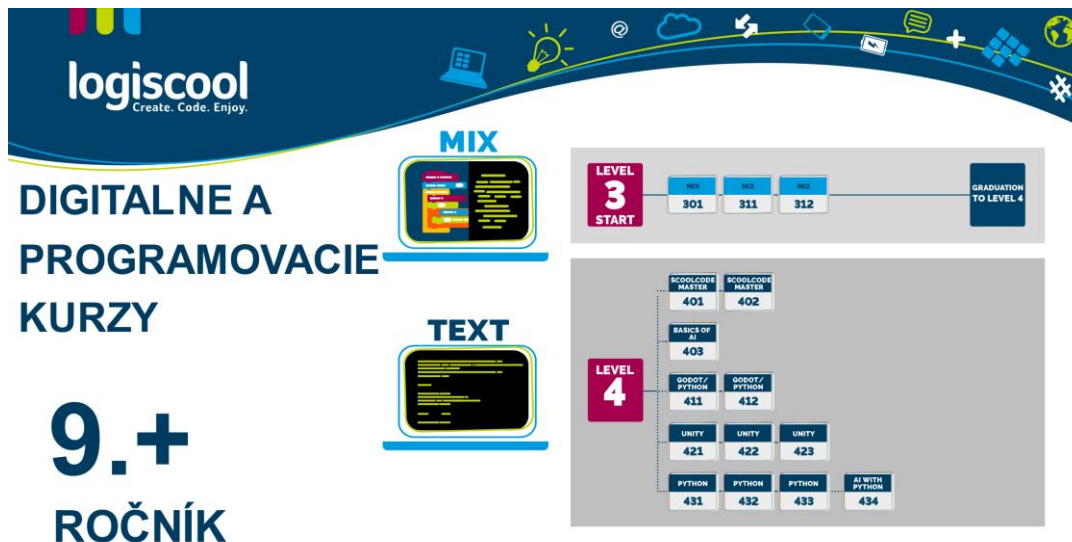 logiscool
Create. Code. Enjoy.
DIGITALNE A
PROGRAMOVACIE
KURZY
9.+
ROČNÍK
MIX
TEXT
LEVEL
3
START
MIX
301
MIX
311
MIX
312
GRADUATION
TO LEVEL 4
LEVEL
4
SCOOLCODE
MASTER
401
SCOOLCODE
MASTER
402
BASICS OF
AI
403
GODOT/
PYTHON
411
GODOT/
PYTHON
412
UNITY
421
UNITY
422
UNITY
423
PYTHON
431
PYTHON
432
PYTHON
433
AI WITH
PYTHON
434